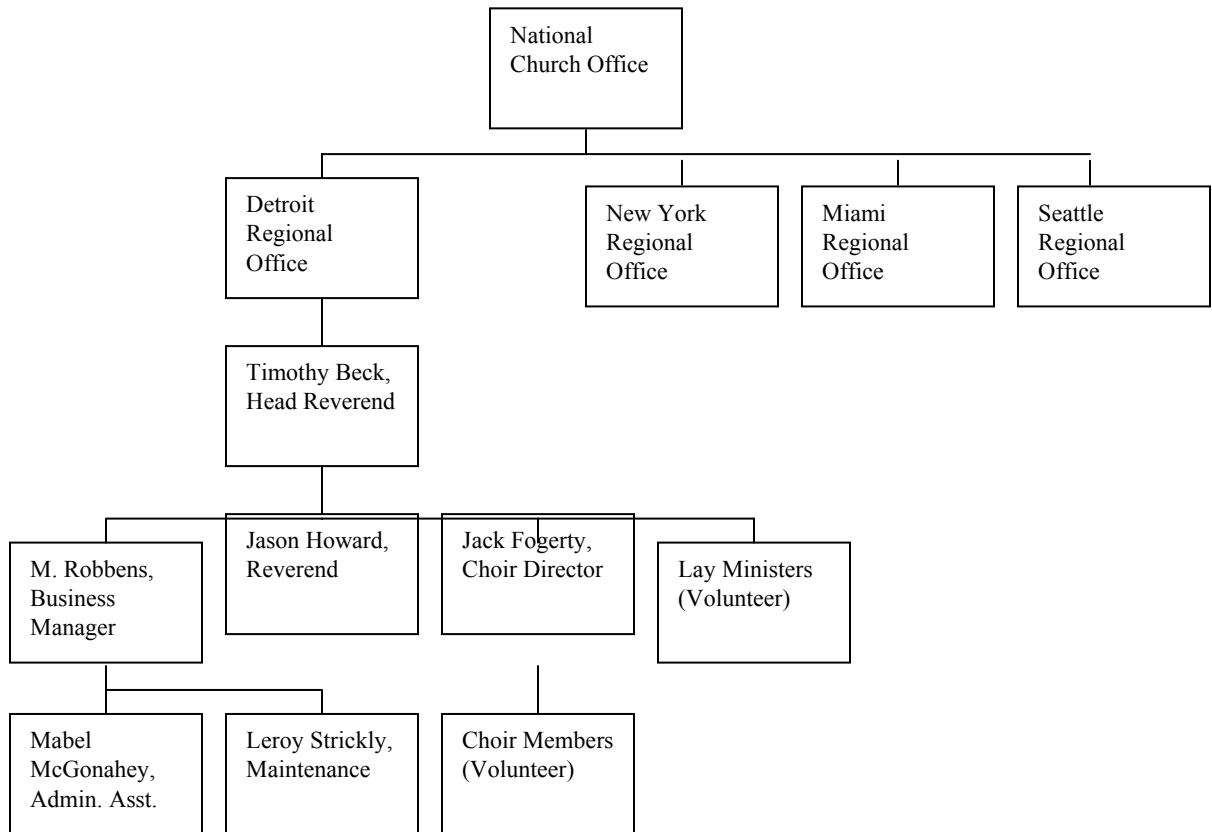 National
Church Office
Detroit
Regional
Office
New York
Regional
Office
Miami
Regional
Office
Seattle
Regional
Office
Timothy Beck,
Head Reverend
M. Robbens,
Business
Manager
Jason Howard,
Reverend
Jack Fogerty,
Choir Director
Lay Ministers
(Volunteer)
Mabel
McGonahey,
Admin. Asst.
Leroy Strickly,
Maintenance
Choir Members
(Volunteer)